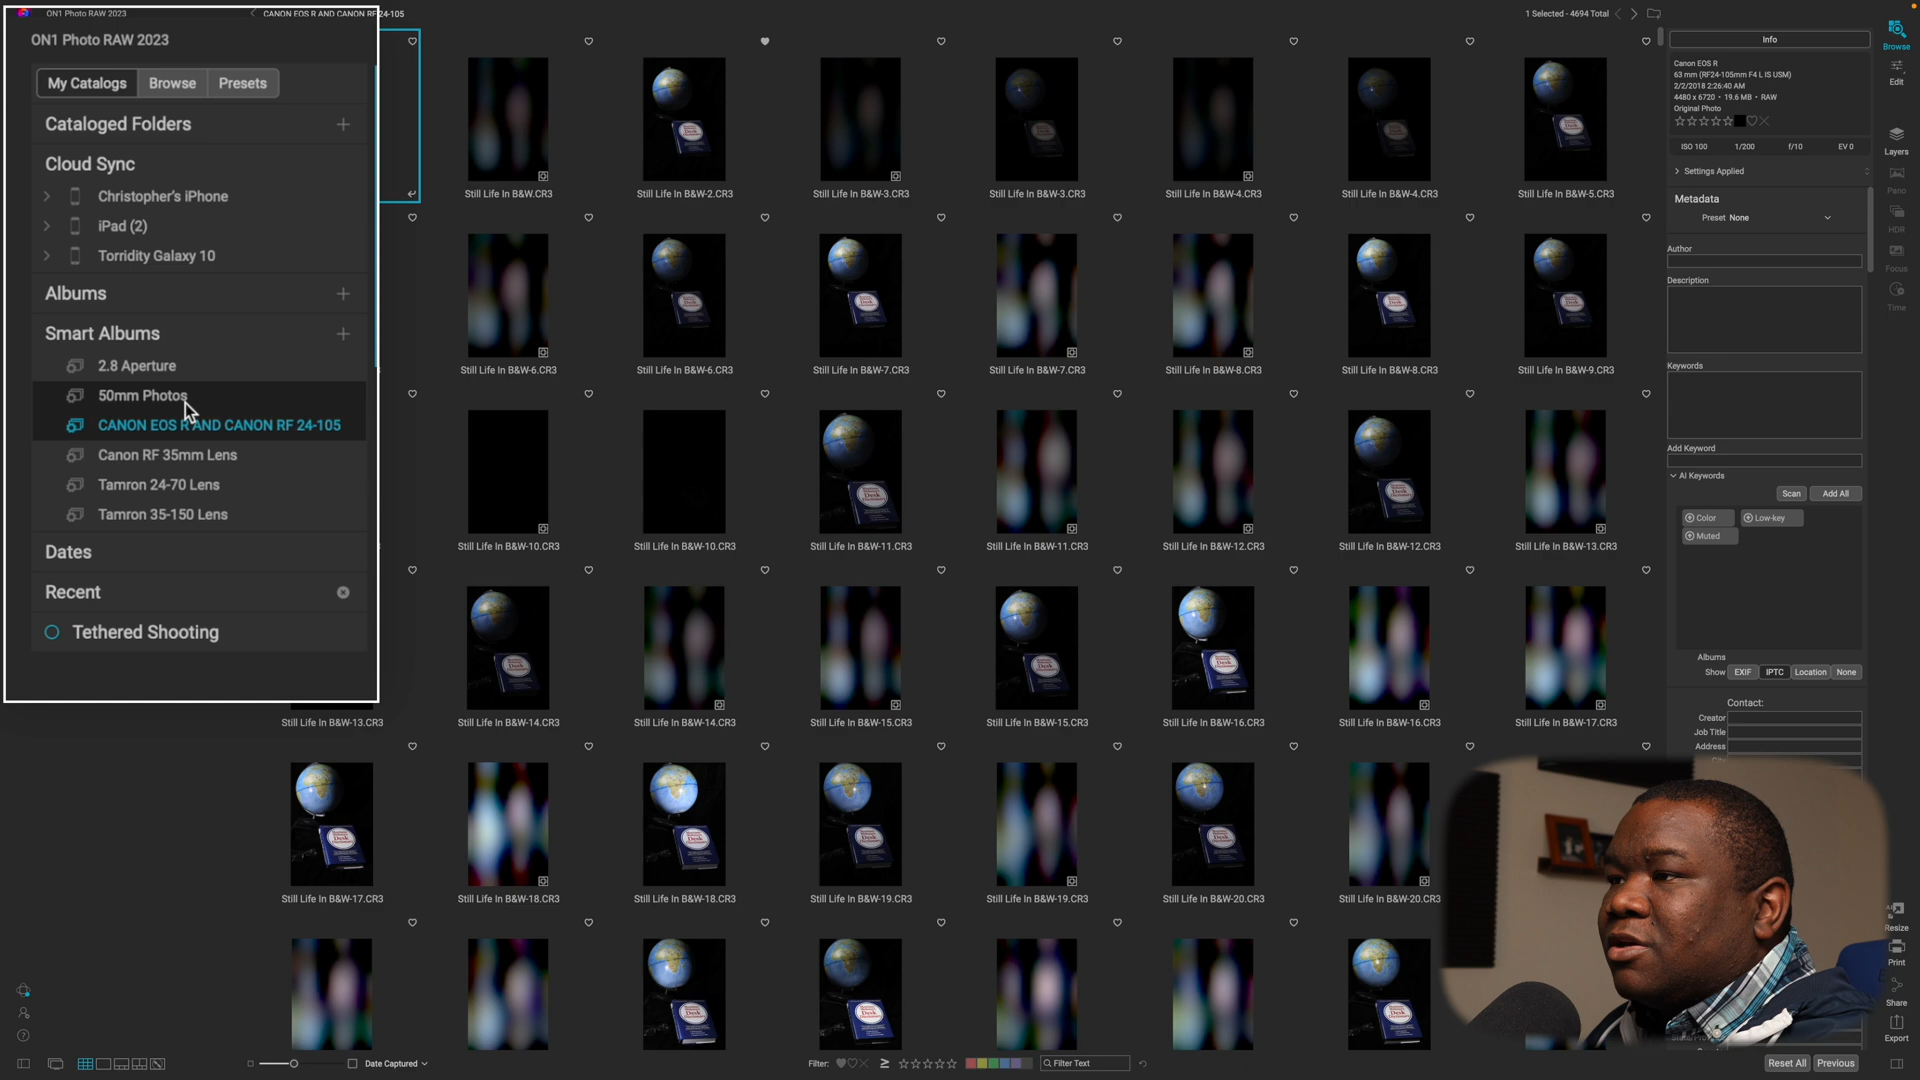 ON1 Photo RAW 2023
CANON EOS R AND CANON RF 24-105
1 Selected - 4694 Total
ON1 Photo RAW 2023
My Catalogs Browse Presets
Cataloged Folders
Cloud Sync
Christopher's iPhone
iPad (2)
Torridity Galaxy 10
Albums
Smart Albums
2.8 Aperture
50mm Photos
CANON EOS R AND CANON RF 24-105
Canon RF 35mm Lens
Tamron 24-70 Lens
Tamron 35-150 Lens
Dates
Recent
Tethered Shooting
Still Life In B&W.CR3 Still Life In B&W-2.CR3 Still Life In B&W-3.CR3 Still Life In B&W-3.CR3 Still Life In B&W-4.CR3 Still Life In B&W-4.CR3 Still Life In B&W-5.CR3
Still Life In B&W-6.CR3 Still Life In B&W-6.CR3 Still Life In B&W-7.CR3 Still Life In B&W-7.CR3 Still Life In B&W-8.CR3 Still Life In B&W-8.CR3 Still Life In B&W-9.CR3
Still Life In B&W-10.CR3 Still Life In B&W-10.CR3 Still Life In B&W-11.CR3 Still Life In B&W-11.CR3 Still Life In B&W-12.CR3 Still Life In B&W-12.CR3 Still Life In B&W-13.CR3
Still Life In B&W-13.CR3 Still Life In B&W-14.CR3 Still Life In B&W-14.CR3 Still Life In B&W-15.CR3 Still Life In B&W-15.CR3 Still Life In B&W-16.CR3 Still Life In B&W-16.CR3 Still Life In B&W-17.CR3
Still Life In B&W-17.CR3 Still Life In B&W-18.CR3 Still Life In B&W-18.CR3 Still Life In B&W-19.CR3 Still Life In B&W-19.CR3 Still Life In B&W-20.CR3 Still Life In B&W-20.CR3
Date Captured
Filter:
Filter Text
Info
Canon EOS R
63 mm (RF24-105mm F4 L IS USM)
2/2/2018 2:26:40 AM
4480 x 6720 • 19.6 MB • RAW
Original Photo
ISO 100 1/200 f/10 EV 0
Settings Applied
Metadata
Preset None
Author
Description
Keywords
Add Keyword
AI Keywords
Scan Add All
Color Low-key
Muted
Albums
Show EXIF IPTC Location None
Contact:
Creator
Job Title
Address
Reset All Previous
Browse
Edit
Layers
Pano
HDR
Focus
Time
Resize
Print
Share
Export